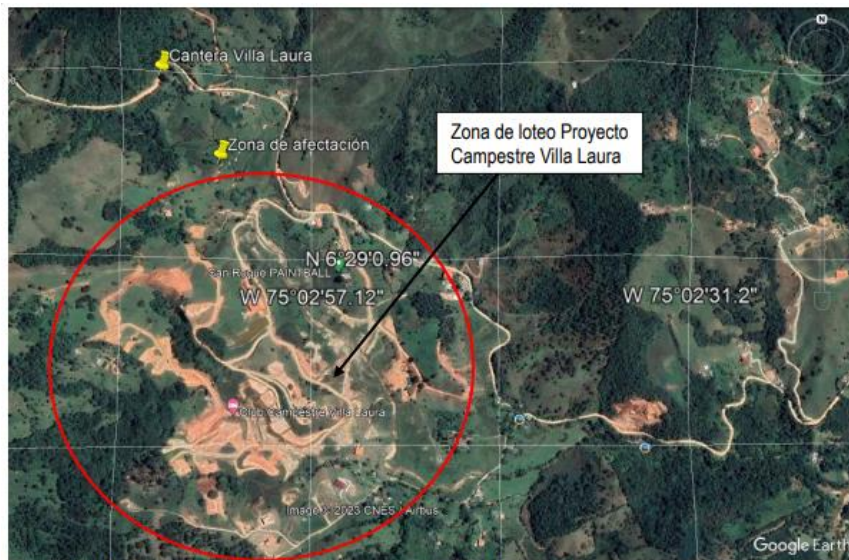 N
Cantera Villa Laura
Zona de afectación
Zona de loteo Proyecto
Campestre Villa Laura
N 6°29'0.96"
San Roque PAINTBALL
W 75°02'57.12"
W 75°02'31.2"
Club Campestre Villa Laura
Image © 2023 CNES / Airbus
Google Earth